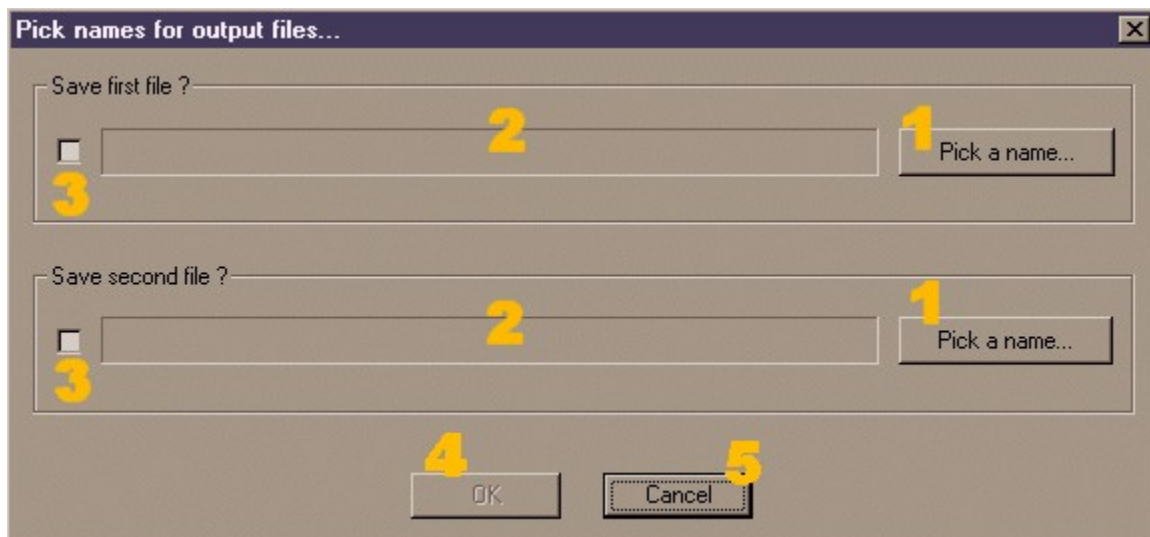 Pick names for output files...
Save first file ?
2
1
Pick a name...
3
Save second file ?
2
1
Pick a name...
3
4
5
OK
Cancel